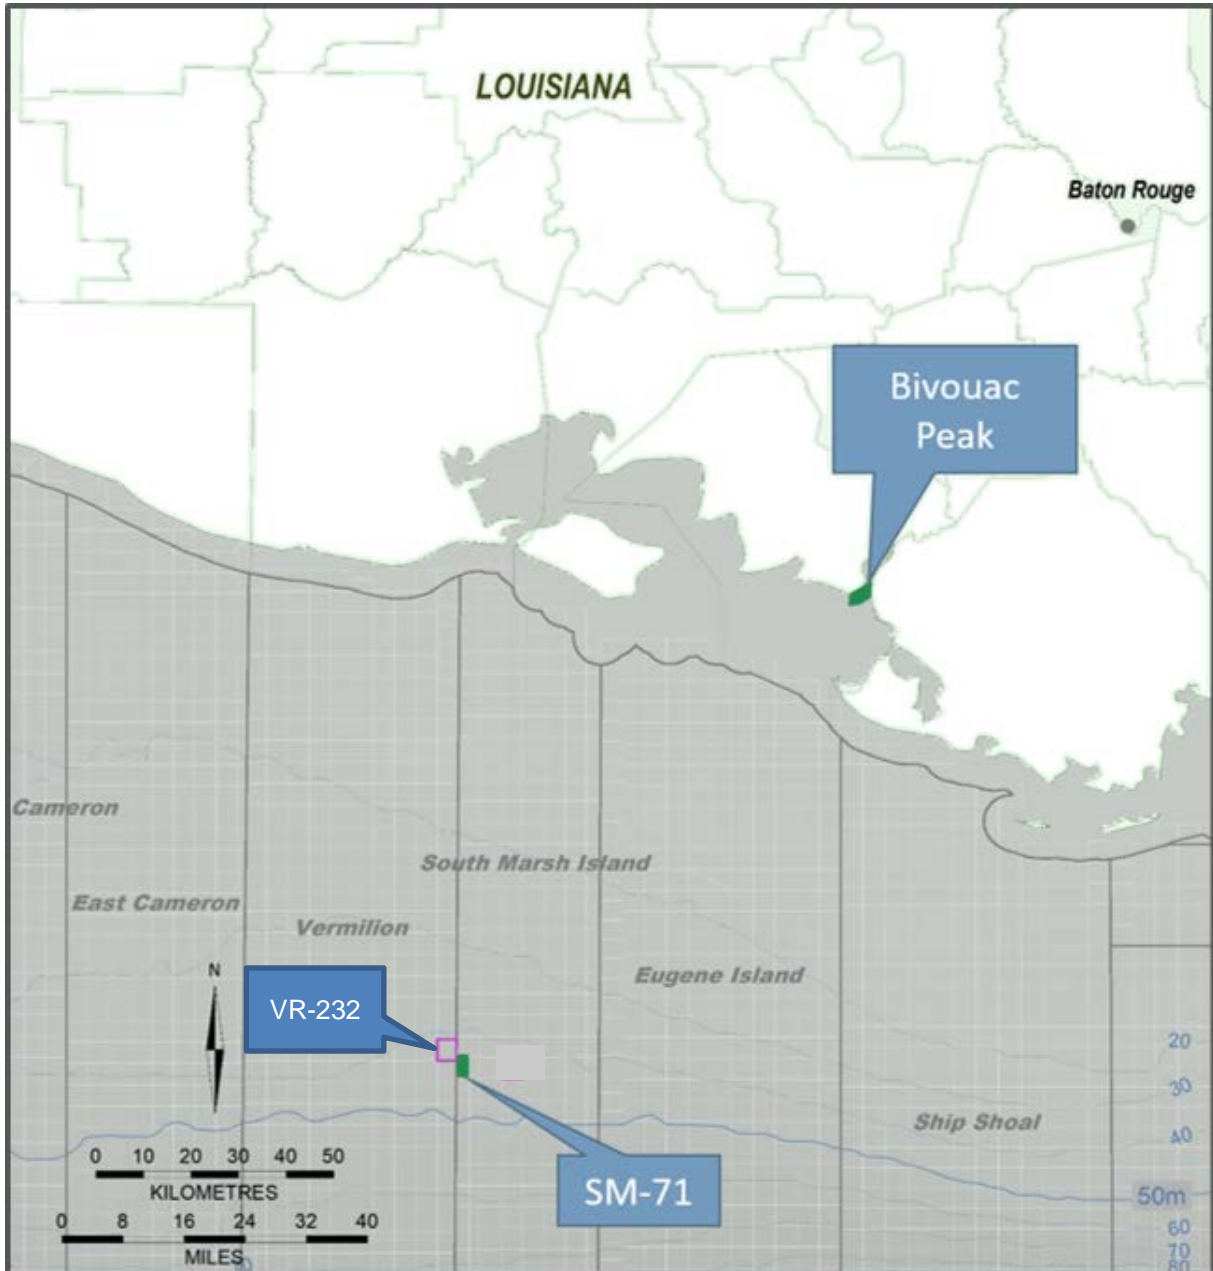 LOUISIANA
Baton Rouge
Bivouac
Peak
Cameron
South Marsh Island
East Cameron
Vermilion
Eugene Island
N
VR-232
20
30
Ship Shoal
40
0 10 20 30 40 50
KILOMETRES
SM-71
50m
0 8 16 24 32 40
60
MILES
70
80